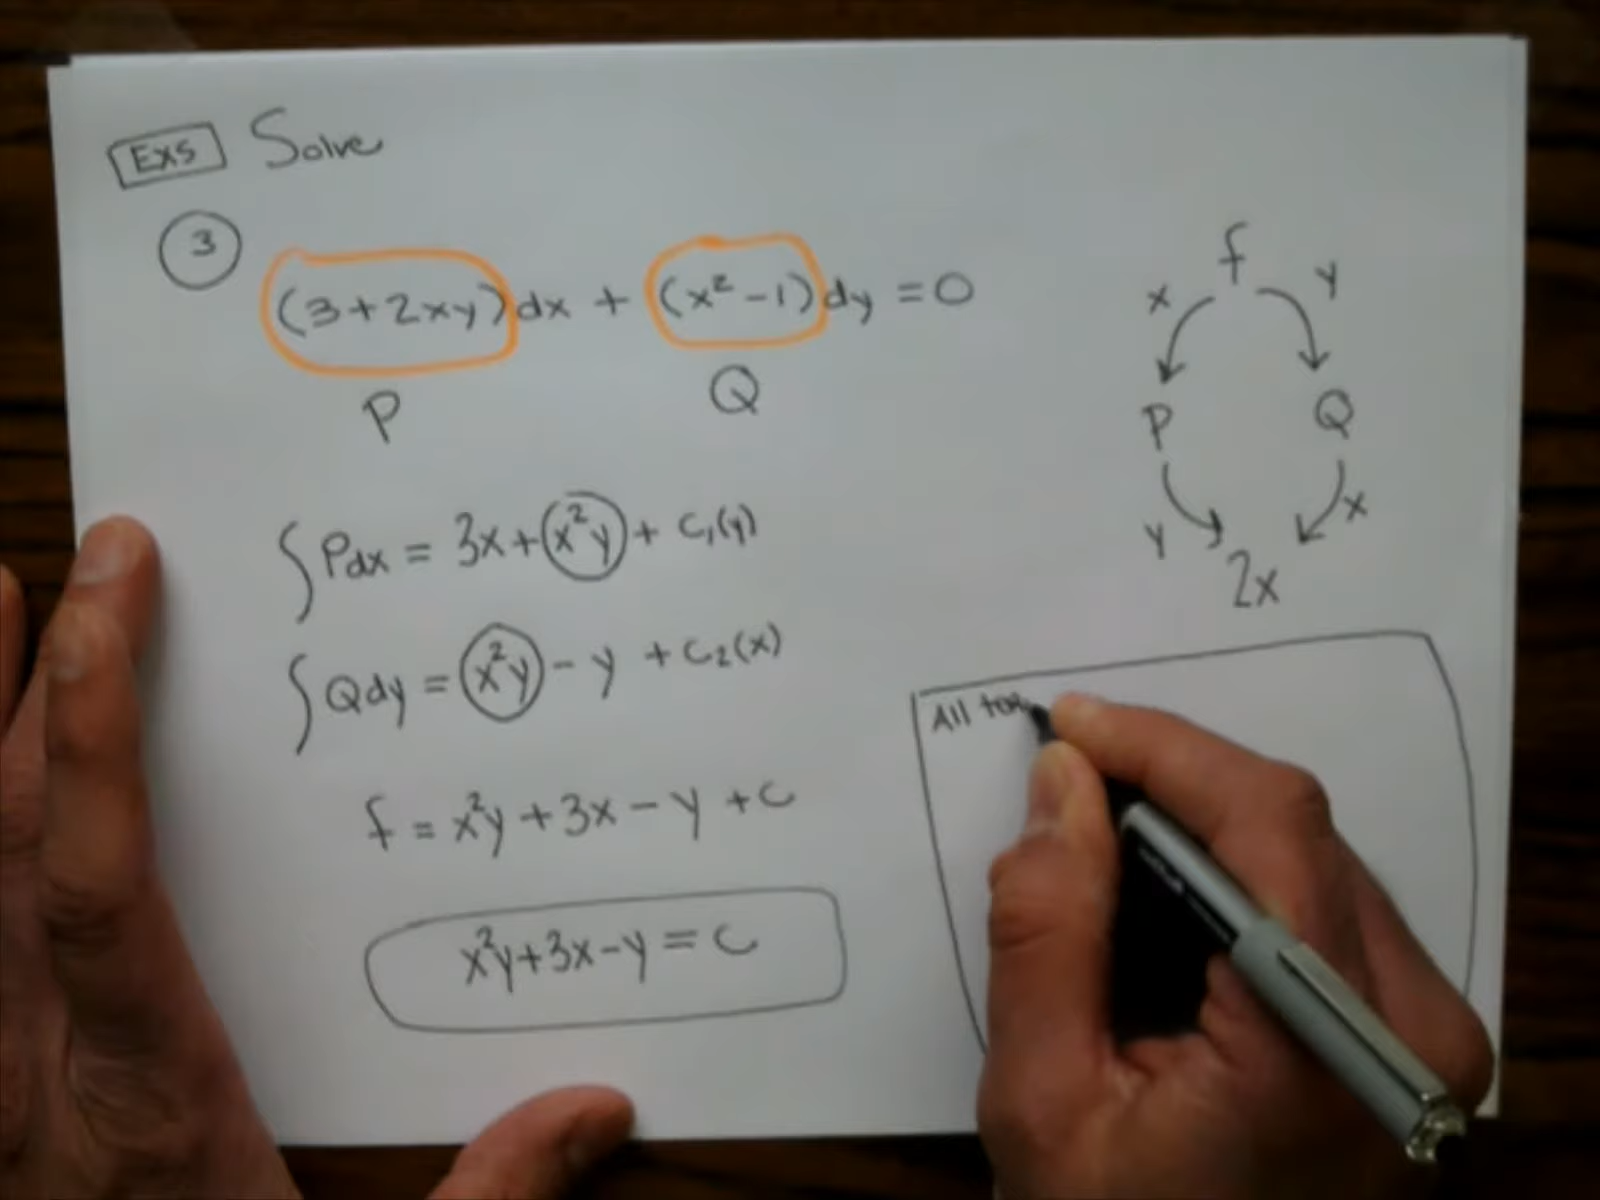 Exs Solve
3
(3+2xy)dx + (x²-1)dy = 0
P Q
∫Pdx = 3x + x²y + c₁(y)
∫Qdy = x²y - y + c₂(x)
f = x²y + 3x - y + c
x²y + 3x - y = c
f
x y
P Q
y x
2x
All